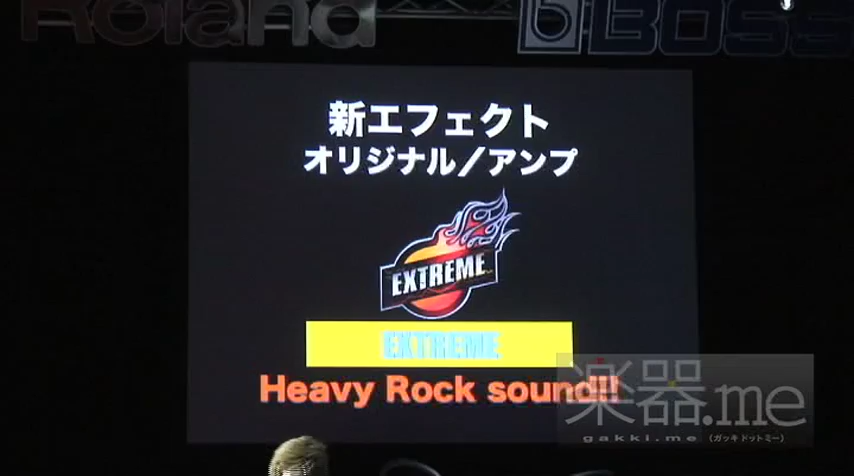 Roland
BOSS
新エフェクト
オリジナル／アンプ
EXTREME
EXTREME
Heavy Rock sound!!!
楽器.me
gakki.me (ガッキドットミー)